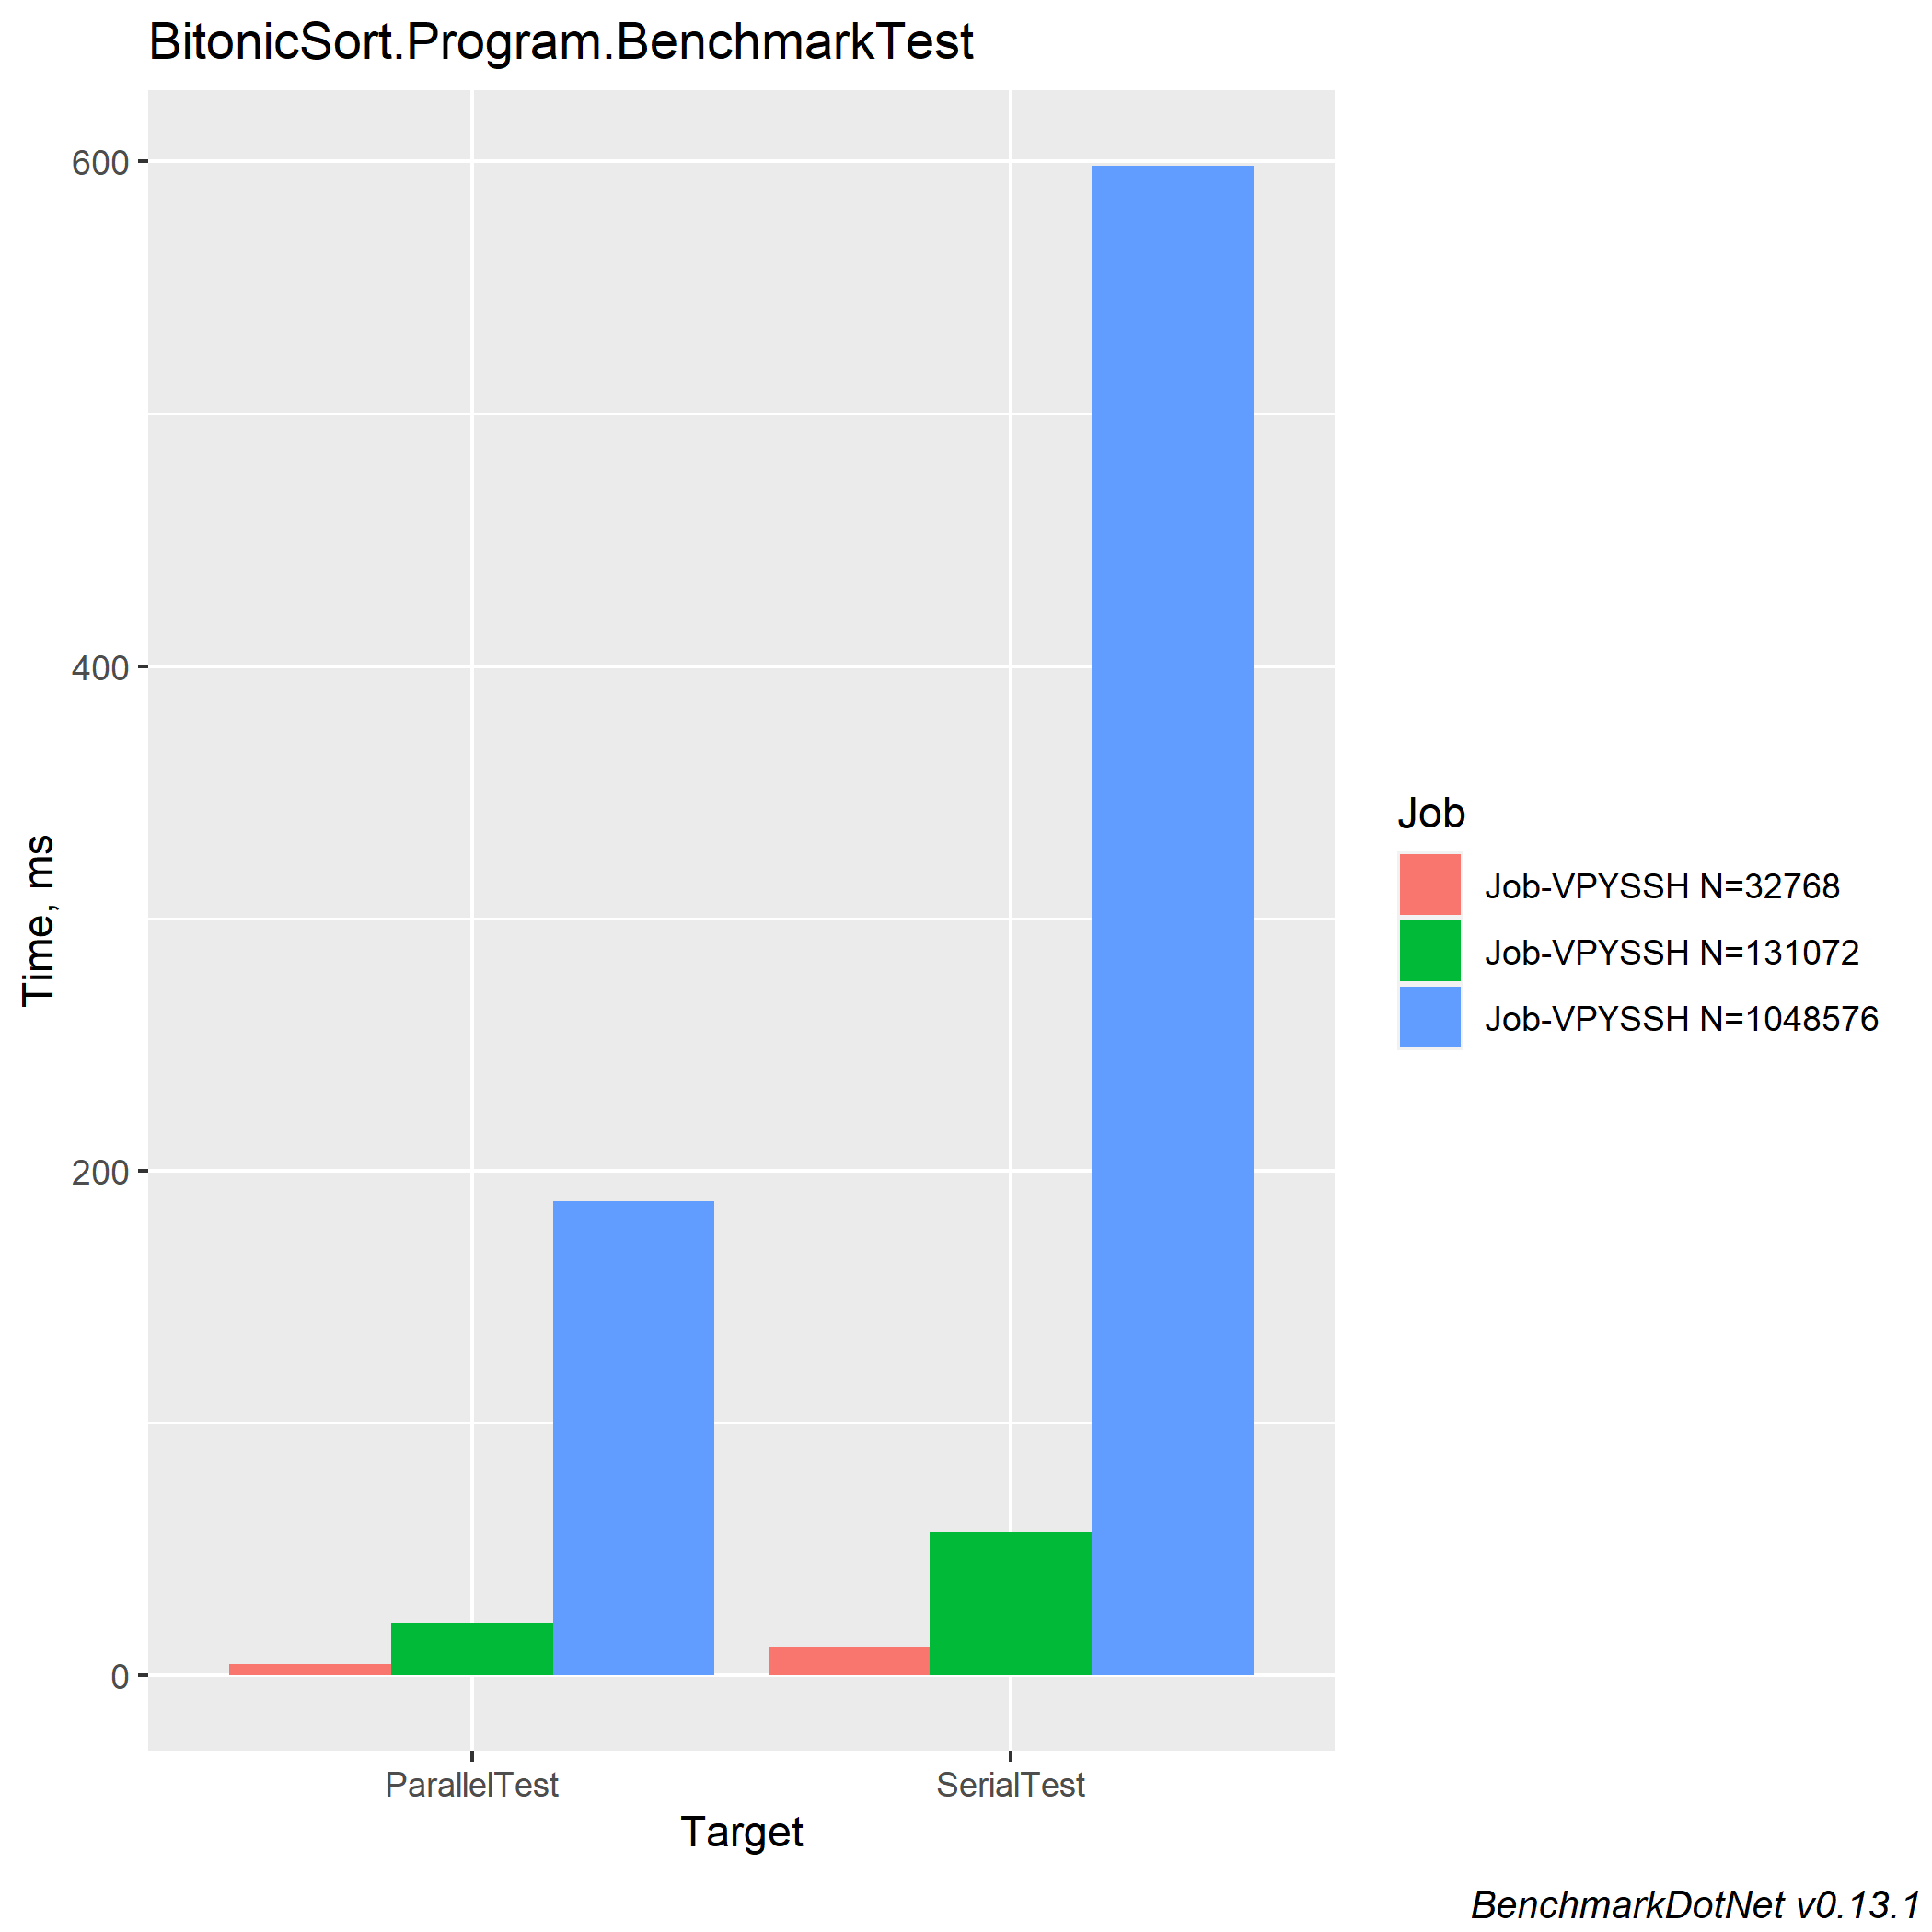 BitonicSort.Program.BenchmarkTest
600
400
200
0
Time, ms
ParallelTest
SerialTest
Target
Job
Job-VPYSSH N=32768
Job-VPYSSH N=131072
Job-VPYSSH N=1048576
BenchmarkDotNet v0.13.1